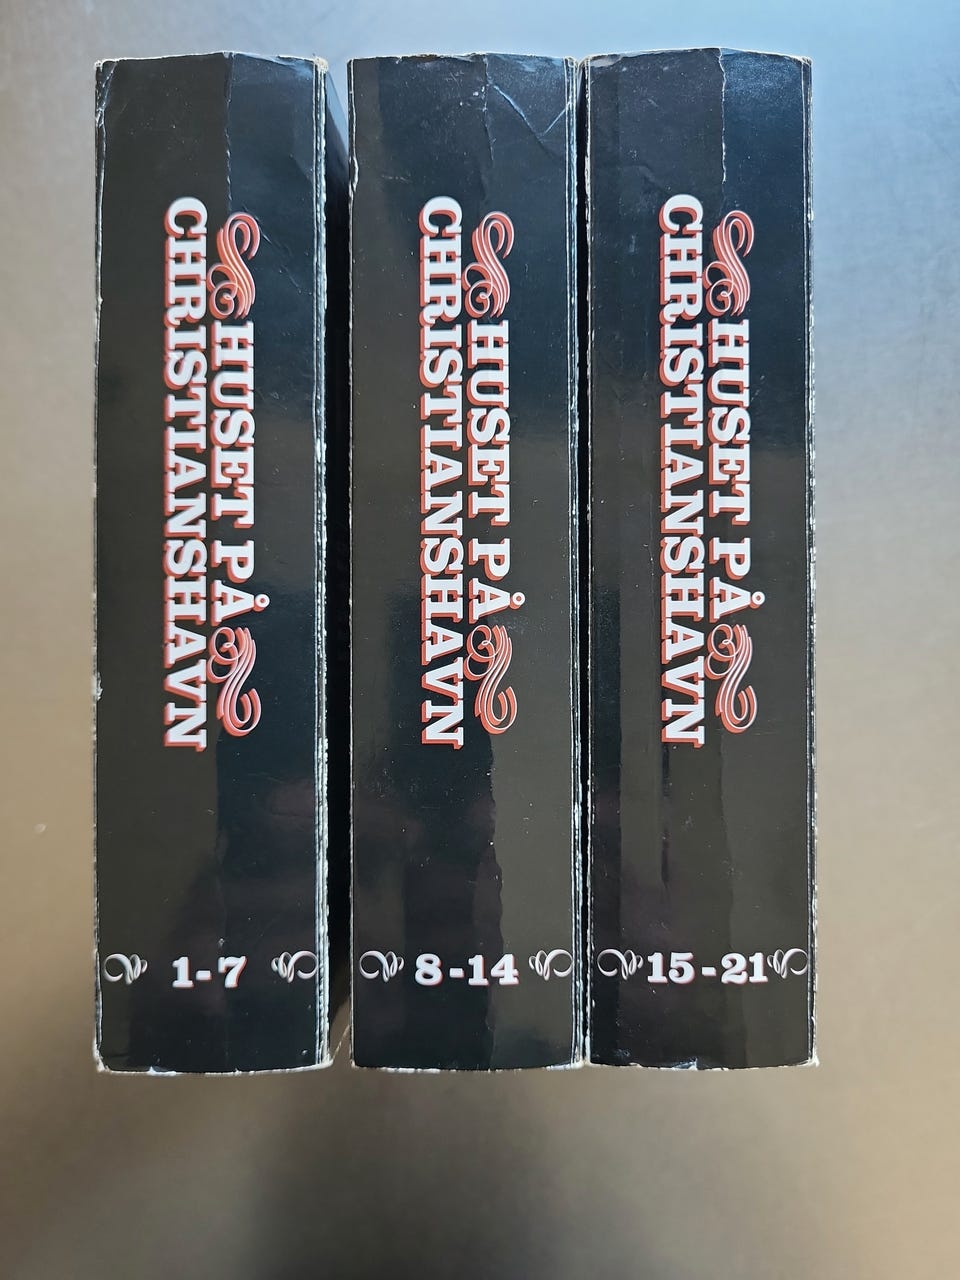 HUSET PÅ
CHRISTIANSHAVN
1-7
HUSET PÅ
CHRISTIANSHAVN
8-14
HUSET PÅ
CHRISTIANSHAVN
15-21